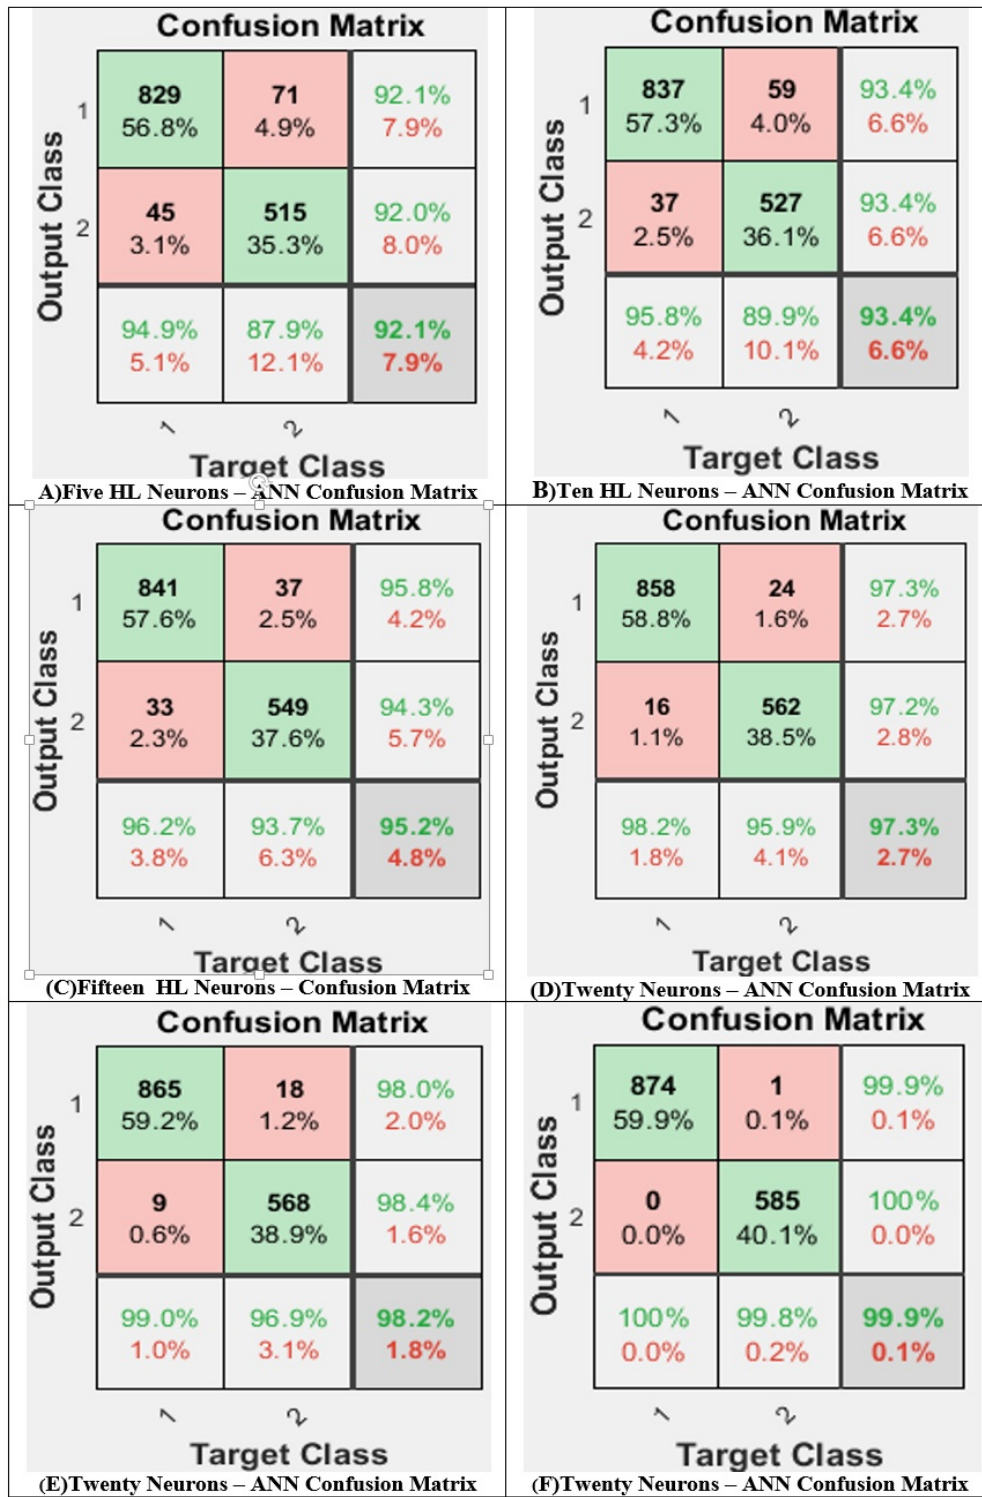 Confusion Matrix
829 71 92.1%
1 56.8% 4.9% 7.9%
45 515 92.0%
2 3.1% 35.3% 8.0%
94.9% 87.9% 92.1%
5.1% 12.1% 7.9%
Output Class
1 2
Target Class
A)Five HL Neurons – ANN Confusion Matrix
Confusion Matrix
837 59 93.4%
1 57.3% 4.0% 6.6%
37 527 93.4%
2 2.5% 36.1% 6.6%
95.8% 89.9% 93.4%
4.2% 10.1% 6.6%
Output Class
1 2
Target Class
B)Ten HL Neurons – ANN Confusion Matrix
Confusion Matrix
841 37 95.8%
1 57.6% 2.5% 4.2%
33 549 94.3%
2 2.3% 37.6% 5.7%
96.2% 93.7% 95.2%
3.8% 6.3% 4.8%
Output Class
1 2
Target Class
(C)Fifteen HL Neurons – Confusion Matrix
Confusion Matrix
858 24 97.3%
1 58.8% 1.6% 2.7%
16 562 97.2%
2 1.1% 38.5% 2.8%
98.2% 95.9% 97.3%
1.8% 4.1% 2.7%
Output Class
1 2
Target Class
(D)Twenty Neurons – ANN Confusion Matrix
Confusion Matrix
865 18 98.0%
1 59.2% 1.2% 2.0%
9 568 98.4%
2 0.6% 38.9% 1.6%
99.0% 96.9% 98.2%
1.0% 3.1% 1.8%
Output Class
1 2
Target Class
(E)Twenty Neurons – ANN Confusion Matrix
Confusion Matrix
874 1 99.9%
1 59.9% 0.1% 0.1%
0 585 100%
2 0.0% 40.1% 0.0%
100% 99.8% 99.9%
0.0% 0.2% 0.1%
Output Class
1 2
Target Class
(F)Twenty Neurons – ANN Confusion Matrix